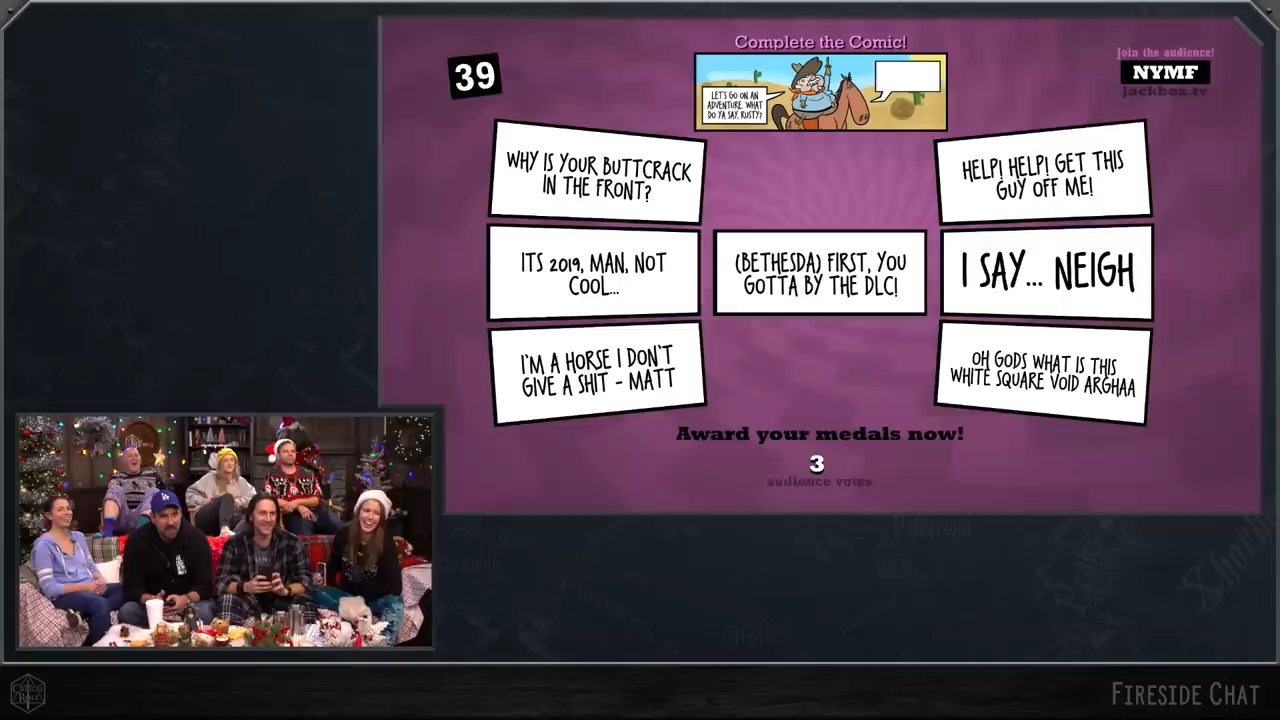 Complete the Comic!
39
LET'S GO ON AN
ADVENTURE. WHAT
DO YA SAY, RUSTY?
Join the audience!
NYMF
jackbox.tv
WHY IS YOUR BUTTCRACK
IN THE FRONT?
HELP! HELP! GET THIS
GUY OFF ME!
ITS 2019, MAN, NOT
COOL...
(BETHESDA) FIRST, YOU
GOTTA BY THE DLC!
I SAY... NEIGH
I'M A HORSE I DON'T
GIVE A SHIT - MATT
OH GODS WHAT IS THIS
WHITE SQUARE VOID ARGHAA
Award your medals now!
3
audience votes
LA
CRITICAL
ROLE
FIRESIDE CHAT